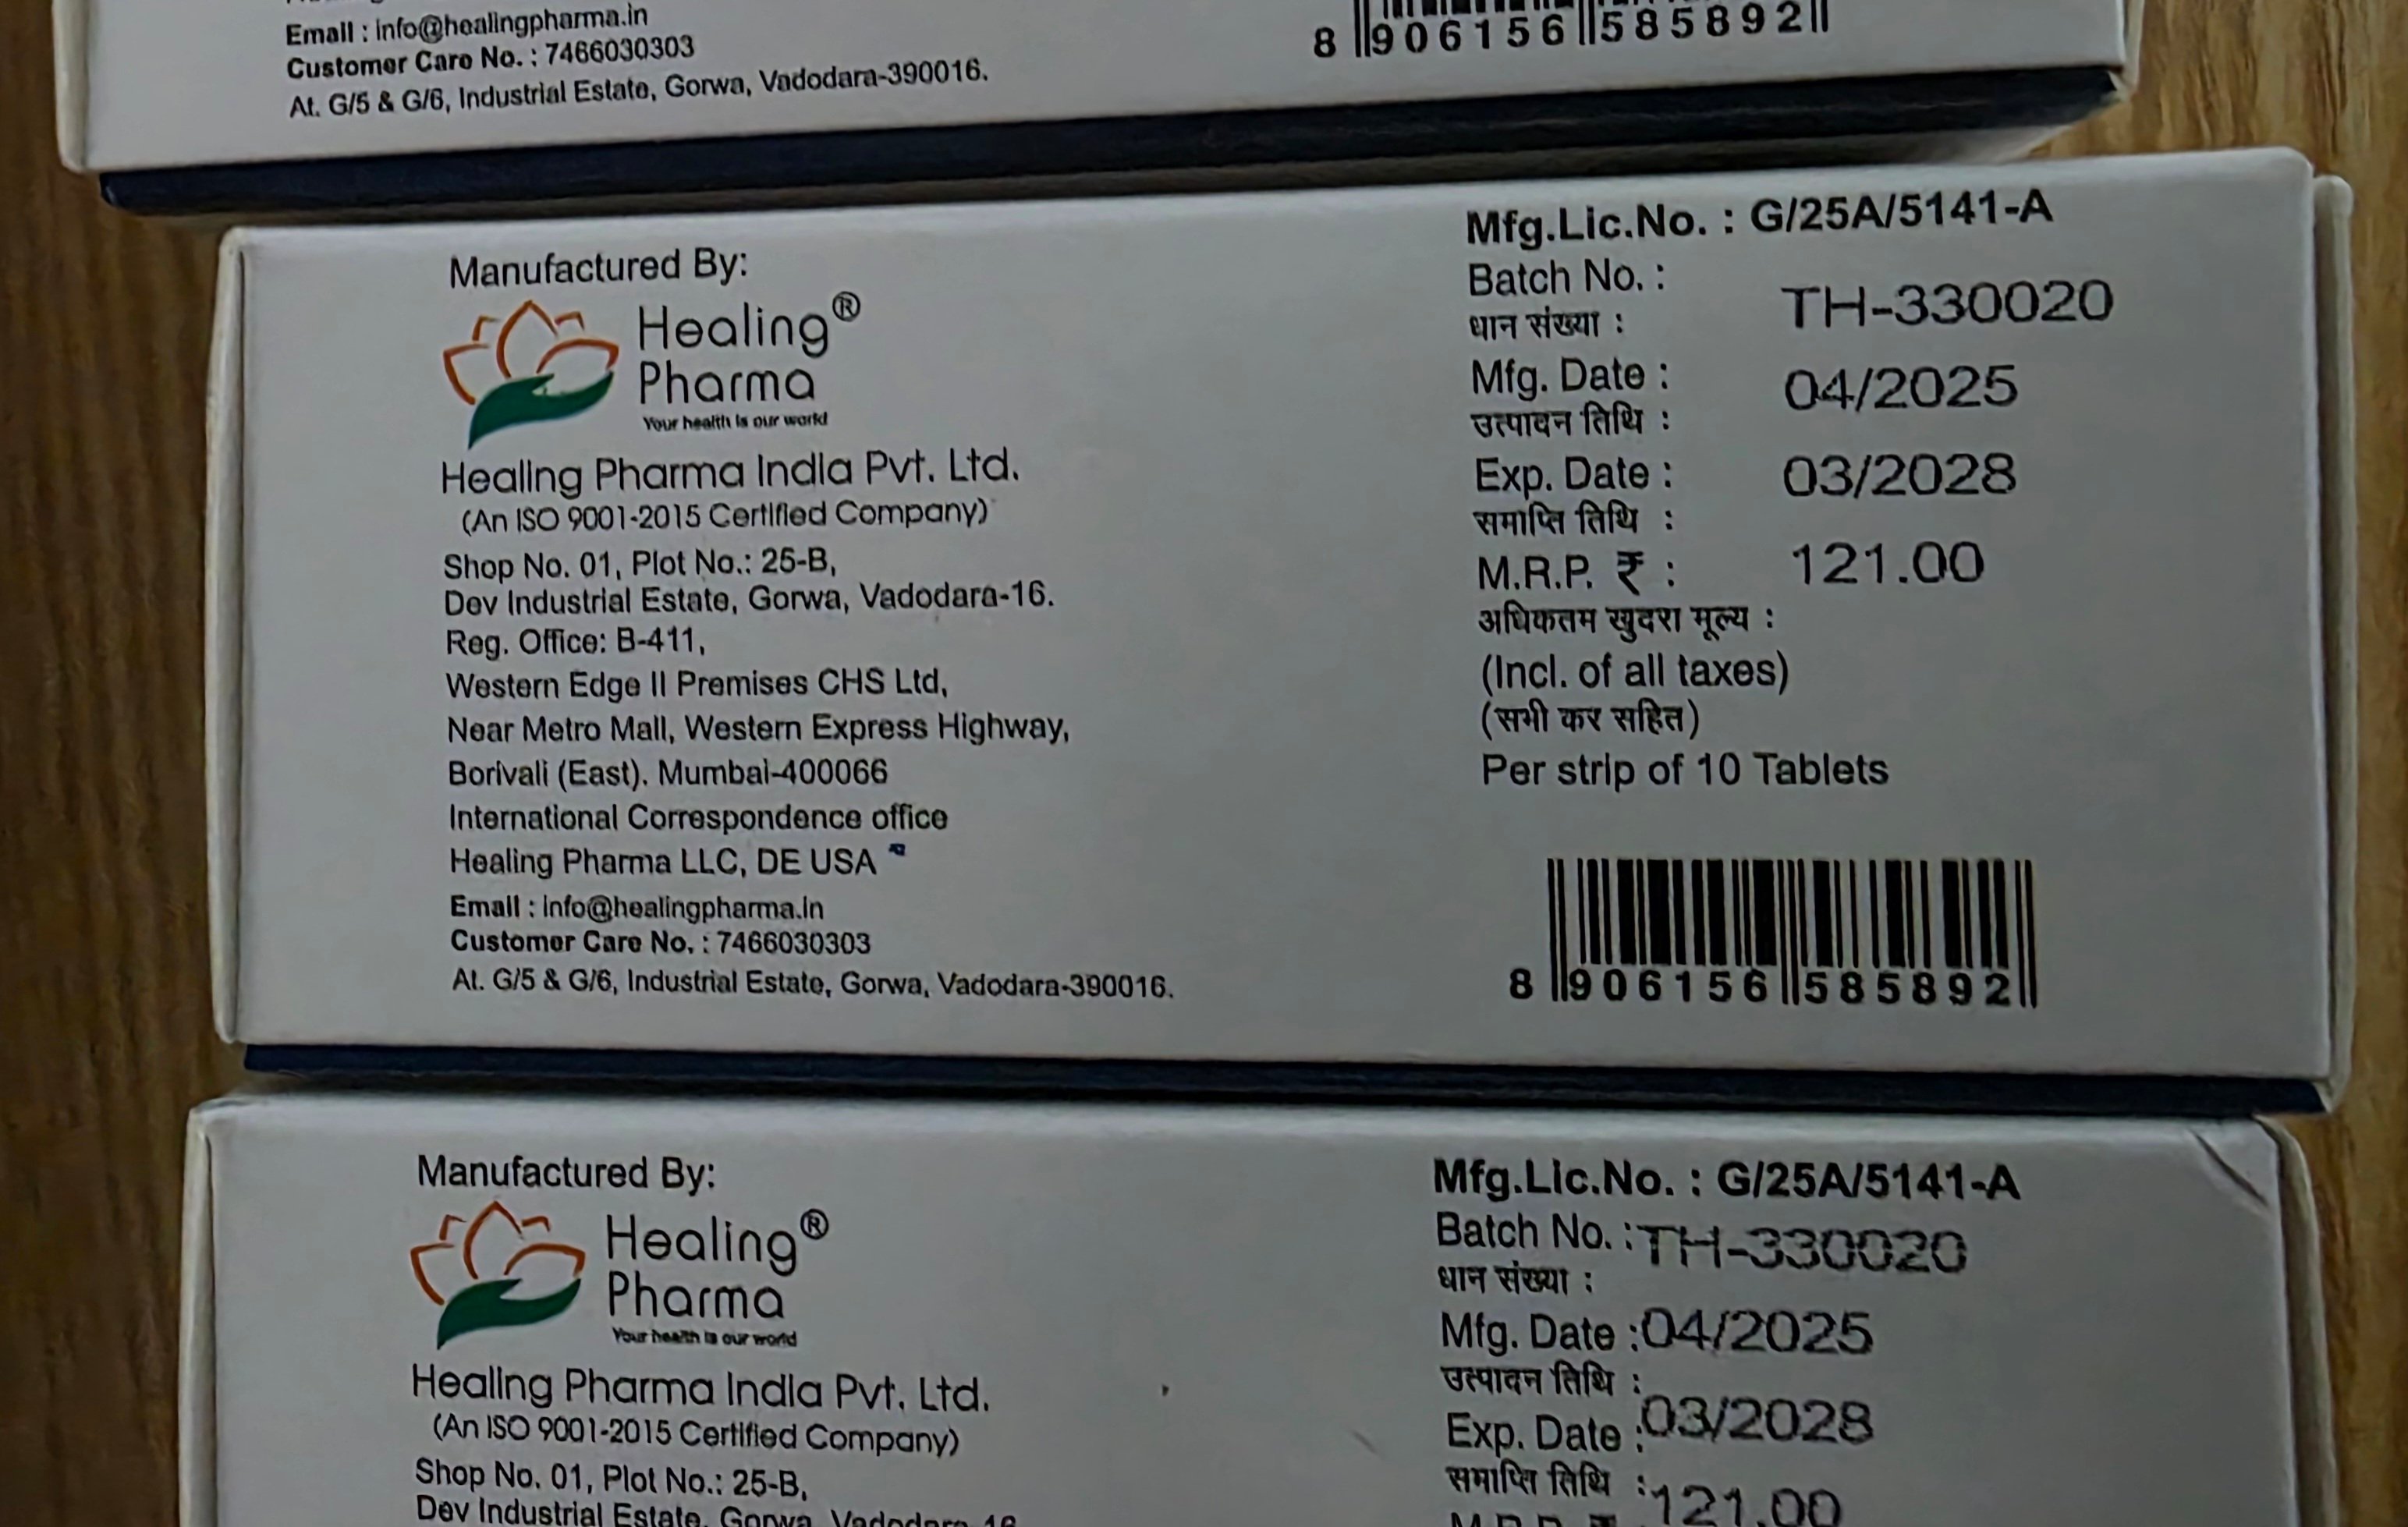 Email : info@healingpharma.in
Customer Care No. : 7466030303
At. G/5 & G/6, Industrial Estate, Gorwa, Vadodara-390016.
8 906156 585892
Manufactured By:
Healing®
Pharma
Your health is our world
Healing Pharma India Pvt. Ltd.
(An ISO 9001-2015 Certified Company)
Shop No. 01, Plot No.: 25-B,
Dev Industrial Estate, Gorwa, Vadodara-16.
Reg. Office: B-411,
Western Edge II Premises CHS Ltd,
Near Metro Mall, Western Express Highway,
Borivali (East). Mumbai-400066
International Correspondence office
Healing Pharma LLC, DE USA
Email : info@healingpharma.in
Customer Care No. : 7466030303
At. G/5 & G/6, Industrial Estate, Gorwa, Vadodara-390016.
Mfg.Lic.No. : G/25A/5141-A
Batch No. : TH-330020
धान संख्या :
Mfg. Date : 04/2025
उत्पादन तिथि :
Exp. Date : 03/2028
समाप्ति तिथि :
M.R.P. ₹ : 121.00
अधिकतम खुदरा मूल्य :
(Incl. of all taxes)
(सभी कर सहित)
Per strip of 10 Tablets
8 906156 585892
Manufactured By:
Healing®
Pharma
Your health is our world
Healing Pharma India Pvt. Ltd.
(An ISO 9001-2015 Certified Company)
Shop No. 01, Plot No.: 25-B,
Dev Industrial Estate, Gorwa, Vadodara-16
Mfg.Lic.No. : G/25A/5141-A
Batch No. : TH-330020
धान संख्या :
Mfg. Date : 04/2025
उत्पादन तिथि :
Exp. Date : 03/2028
समाप्ति तिथि :
M.R.P. ₹ 121.00